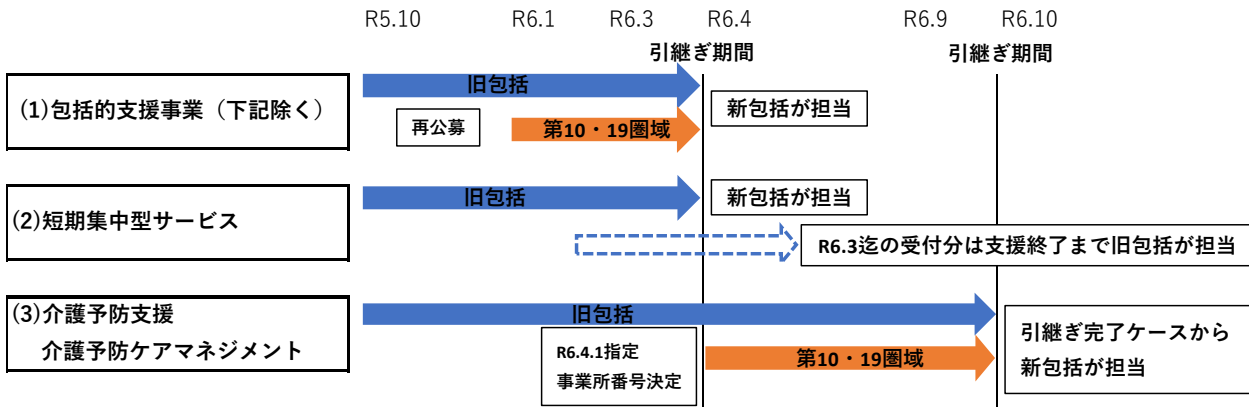 R5.10 R6.1 R6.3 R6.4 R6.9 R6.10
引継ぎ期間 引継ぎ期間
(1)包括的支援事業（下記除く）
旧包括
再公募
第10・19圏域
新包括が担当
(2)短期集中型サービス
旧包括
新包括が担当
R6.3迄の受付分は支援終了まで旧包括が担当
(3)介護予防支援
介護予防ケアマネジメント
旧包括
R6.4.1指定
事業所番号決定
第10・19圏域
引継ぎ完了ケースから
新包括が担当